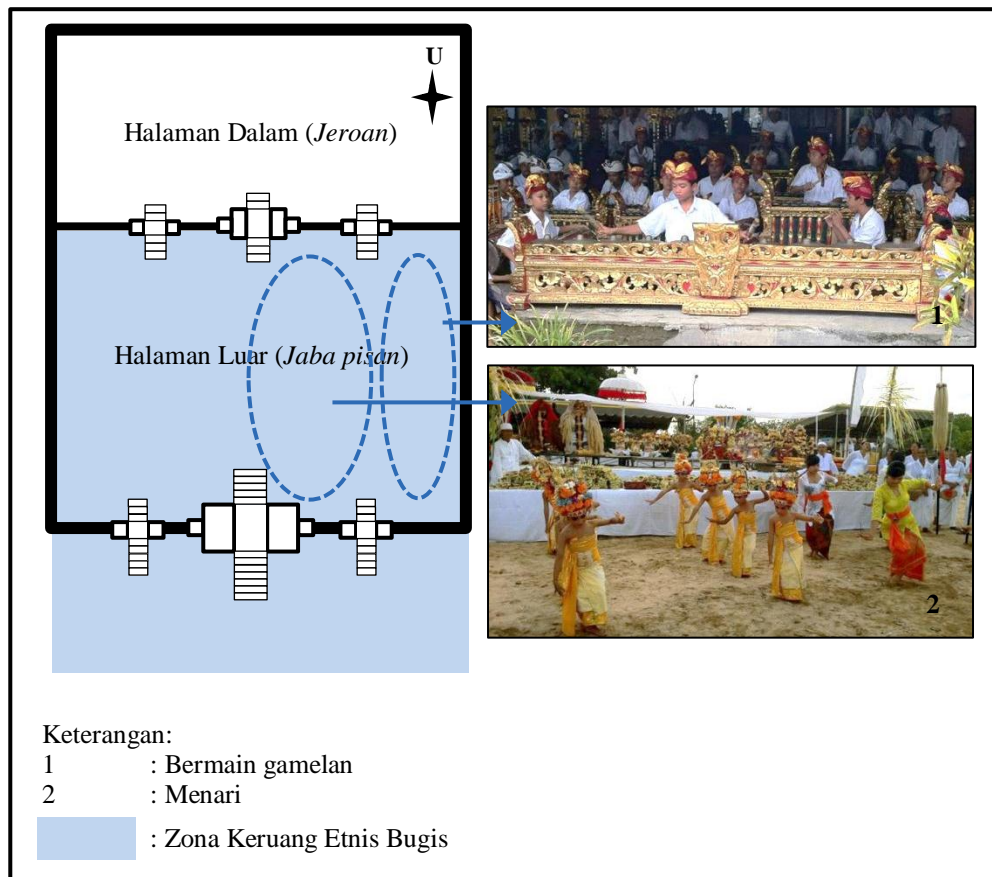 U
Halaman Dalam (Jeroan)
Halaman Luar (Jaba pisan)
1
2
Keterangan:
1 : Bermain gamelan
2 : Menari
: Zona Keruang Etnis Bugis